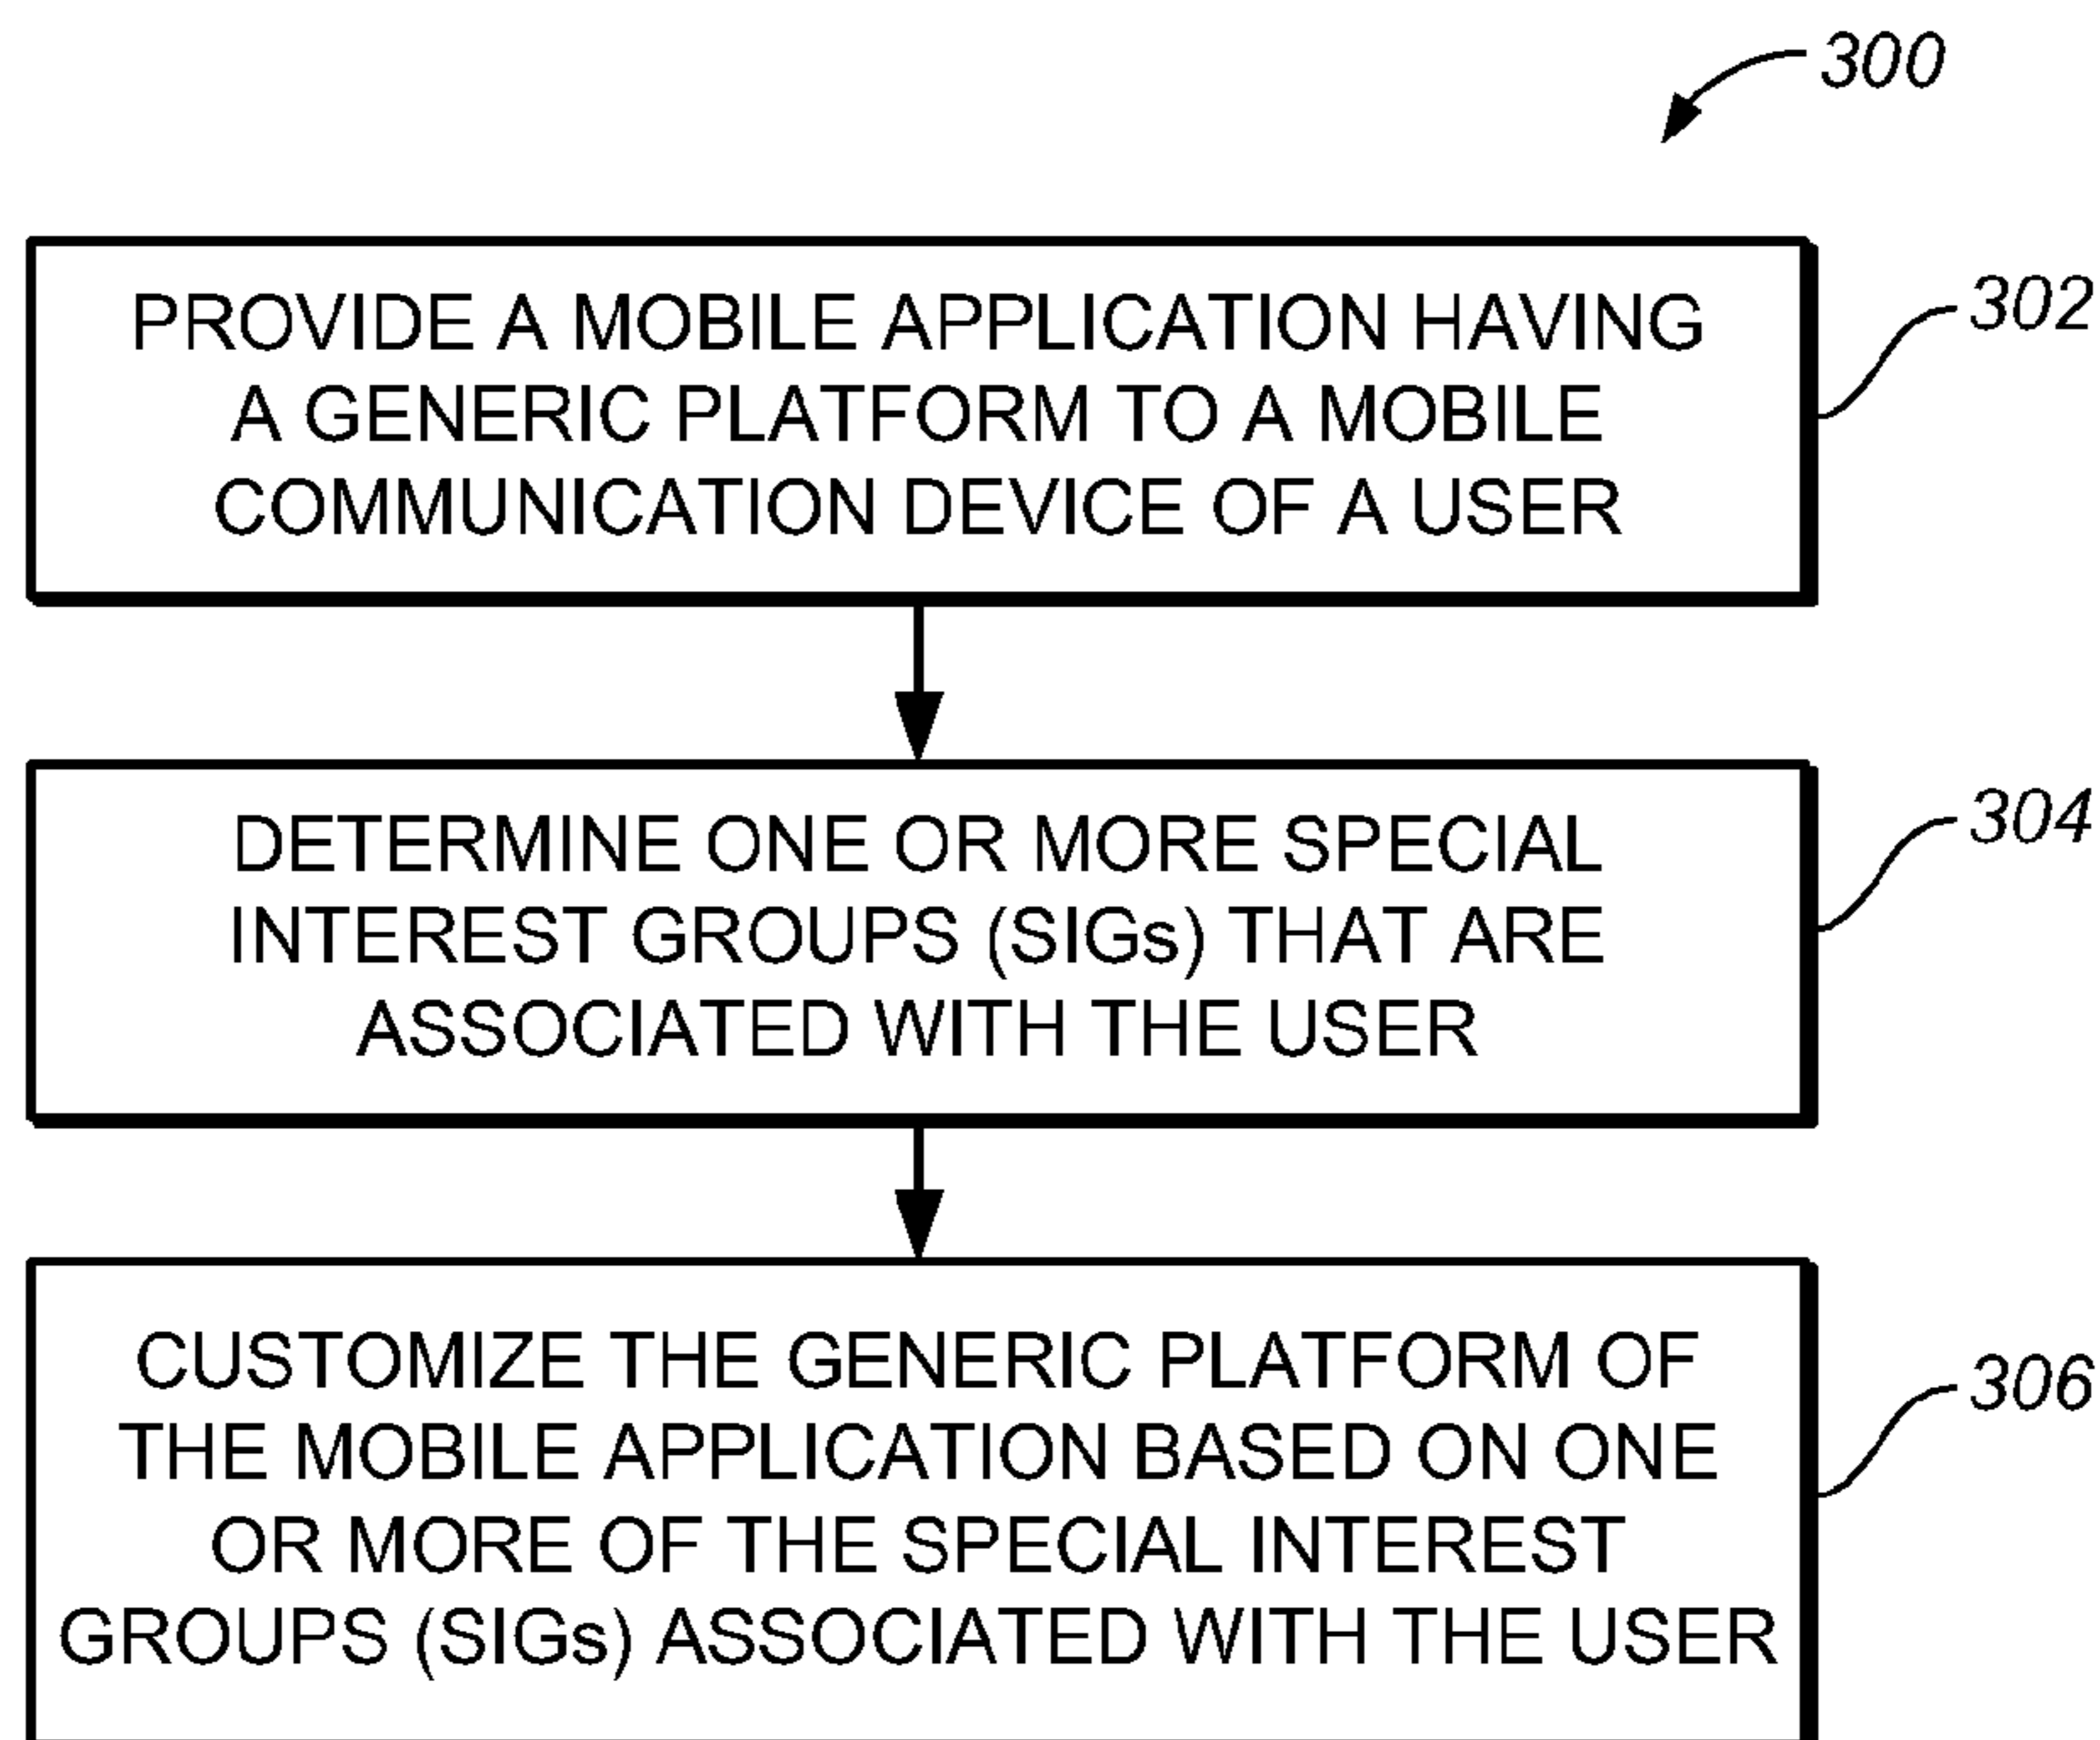 300
PROVIDE A MOBILE APPLICATION HAVING
A GENERIC PLATFORM TO A MOBILE
COMMUNICATION DEVICE OF A USER
302
DETERMINE ONE OR MORE SPECIAL
INTEREST GROUPS (SIGs) THAT ARE
ASSOCIATED WITH THE USER
304
CUSTOMIZE THE GENERIC PLATFORM OF
THE MOBILE APPLICATION BASED ON ONE
OR MORE OF THE SPECIAL INTEREST
GROUPS (SIGs) ASSOCIATED WITH THE USER
306